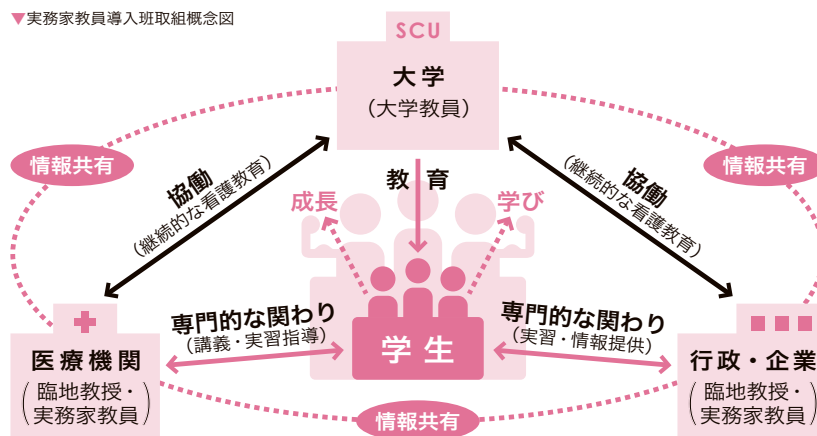 ▼実務家教員導入班取組概念図
SCU
大学
（大学教員）
情報共有
情報共有
協働
（継続的な看護教育）
教育
協働
（継続的な看護教育）
成長
学び
専門的な関わり
（講義・実習指導）
専門的な関わり
（実習・情報提供）
学生
医療機関
（臨地教授・
実務家教員）
行政・企業
（臨地教授・
実務家教員）
情報共有